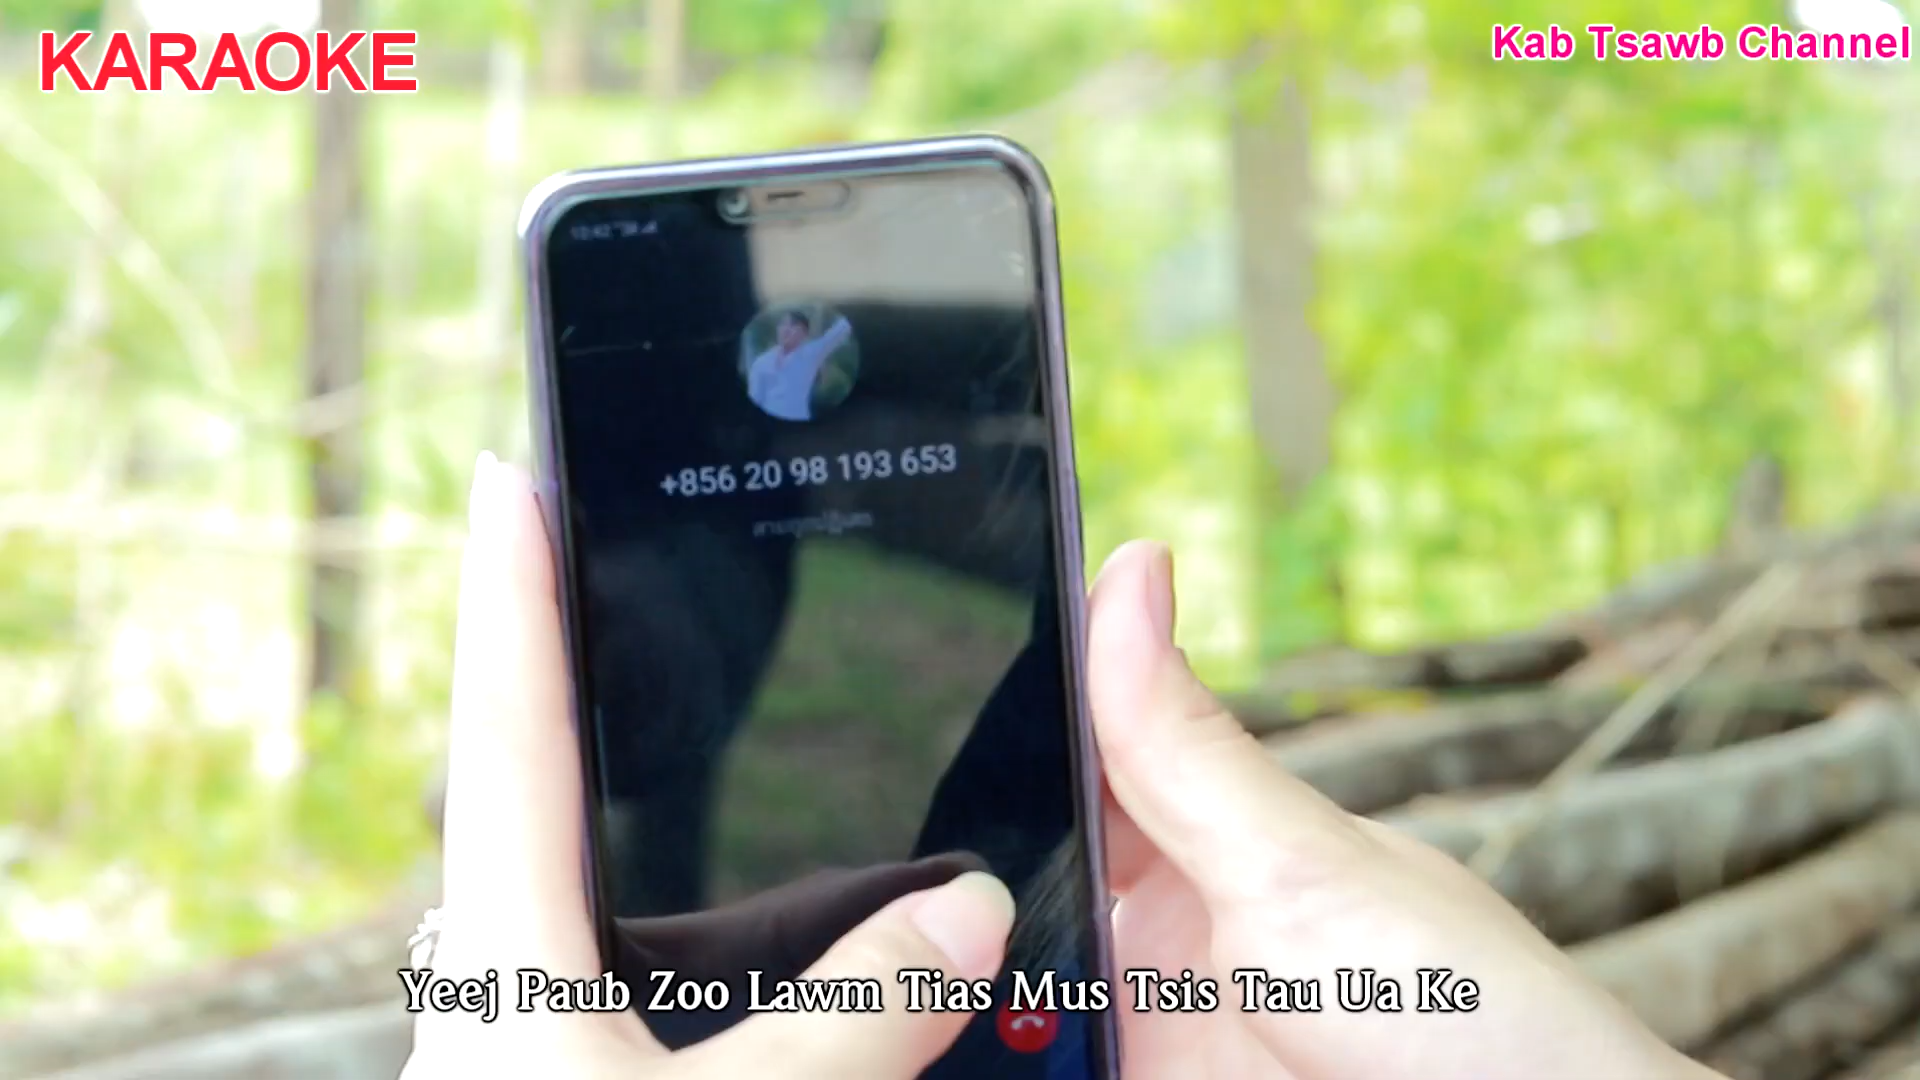 KARAOKE
Kab Tsawb Channel
+856 20 98 193 653
Yeej Paub Zoo Lawm Tias Mus Tsis Tau Ua Ke